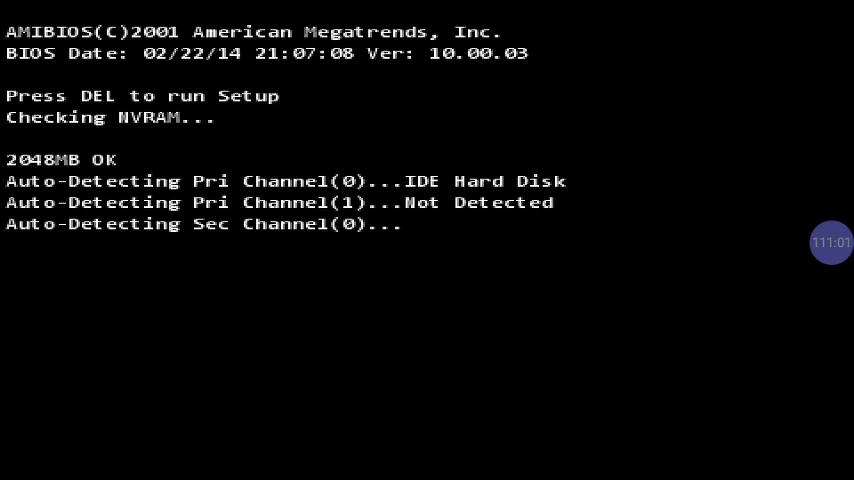 AMIBIOS(C)2001 American Megatrends, Inc.
BIOS Date: 02/22/14 21:07:08 Ver: 10.00.03
Press DEL to run Setup
Checking NVRAM...
2048MB OK
Auto-Detecting Pri Channel(0)...IDE Hard Disk
Auto-Detecting Pri Channel(1)...Not Detected
Auto-Detecting Sec Channel(0)...
111:01